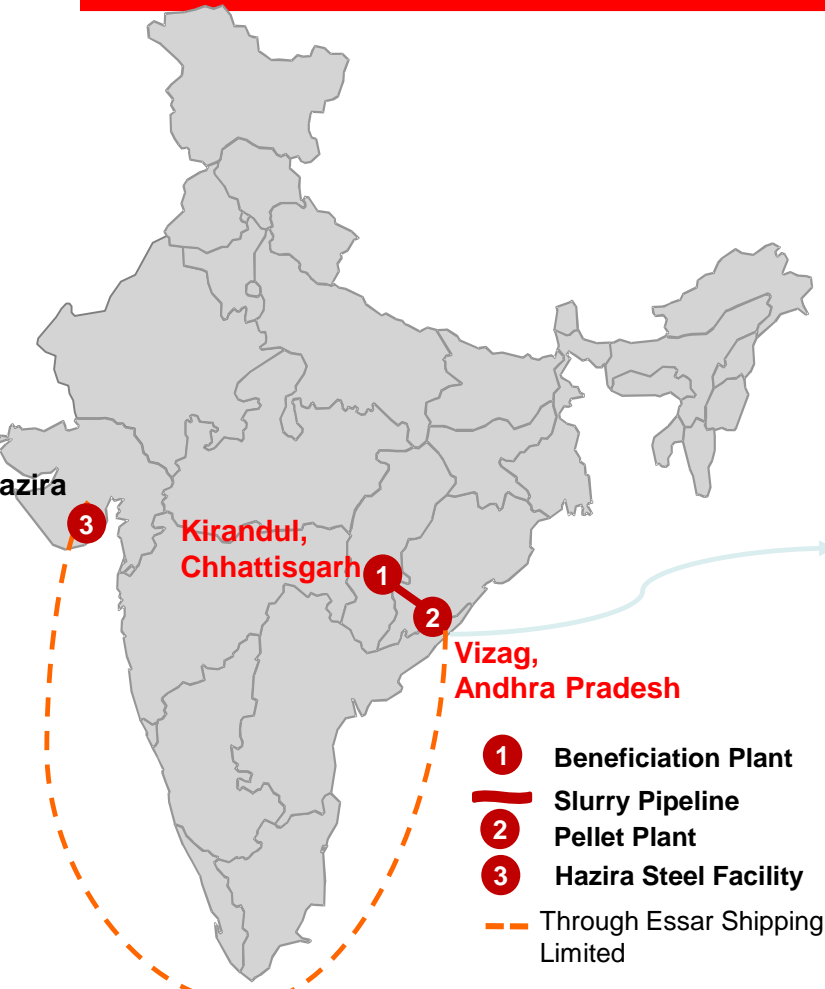 azira
3
Kirandul,
Chhattisgarh
1
2
Vizag,
Andhra Pradesh
1 Beneficiation Plant
Slurry Pipeline
2 Pellet Plant
3 Hazira Steel Facility
Through Essar Shipping
Limited